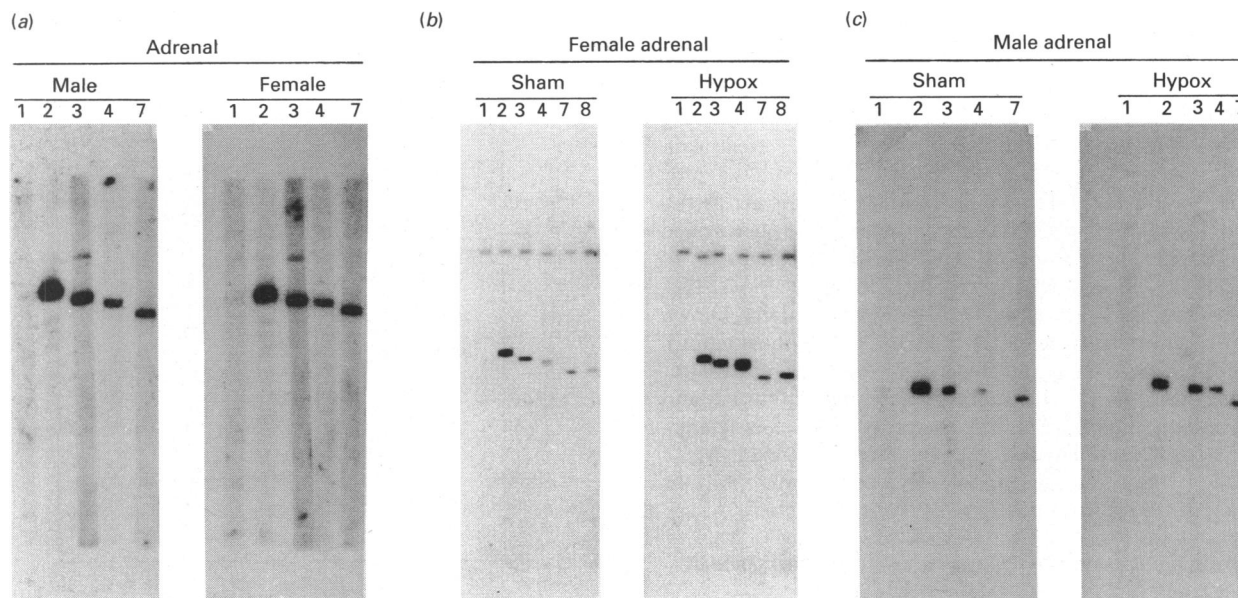 (a)
Adrenal
Male Female
1 2 3 4 7 1 2 3 4 7
(b)
Female adrenal
Sham Hypox
1 2 3 4 7 8 1 2 3 4 7 8
(c)
Male adrenal
Sham Hypox
1 2 3 4 7 1 2 3 4 7